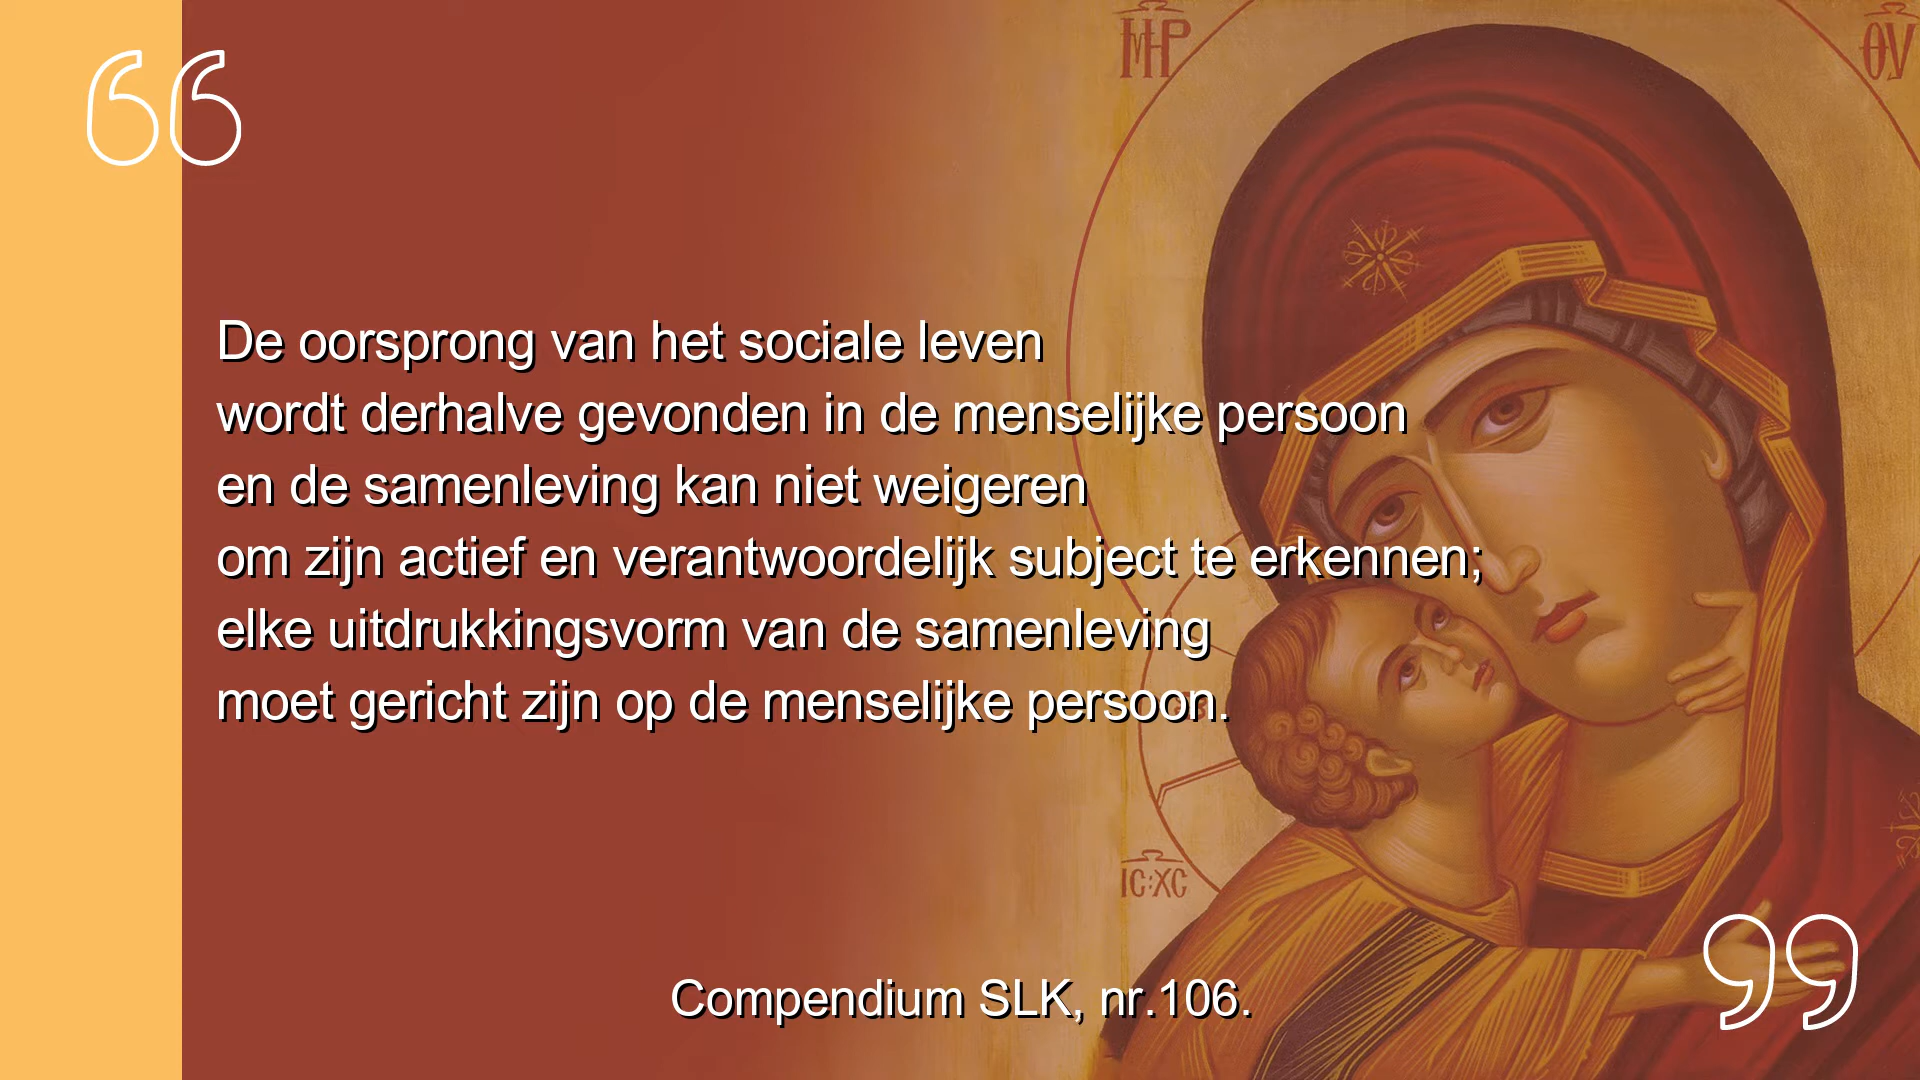 ΜΗΡ ΘΥ
De oorsprong van het sociale leven
wordt derhalve gevonden in de menselijke persoon
en de samenleving kan niet weigeren
om zijn actief en verantwoordelijk subject te erkennen;
elke uitdrukkingsvorm van de samenleving
moet gericht zijn op de menselijke persoon.
IC:XC
Compendium SLK, nr.106.